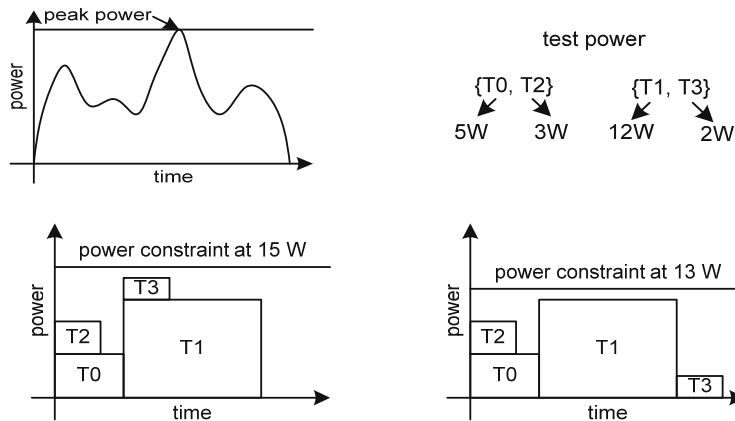 peak power
power
time
test power
{T0, T2} {T1, T3}
5W 3W 12W 2W
power constraint at 15 W
power
T3
T2
T1
T0
time
power constraint at 13 W
power
T2
T1
T0
T3
time